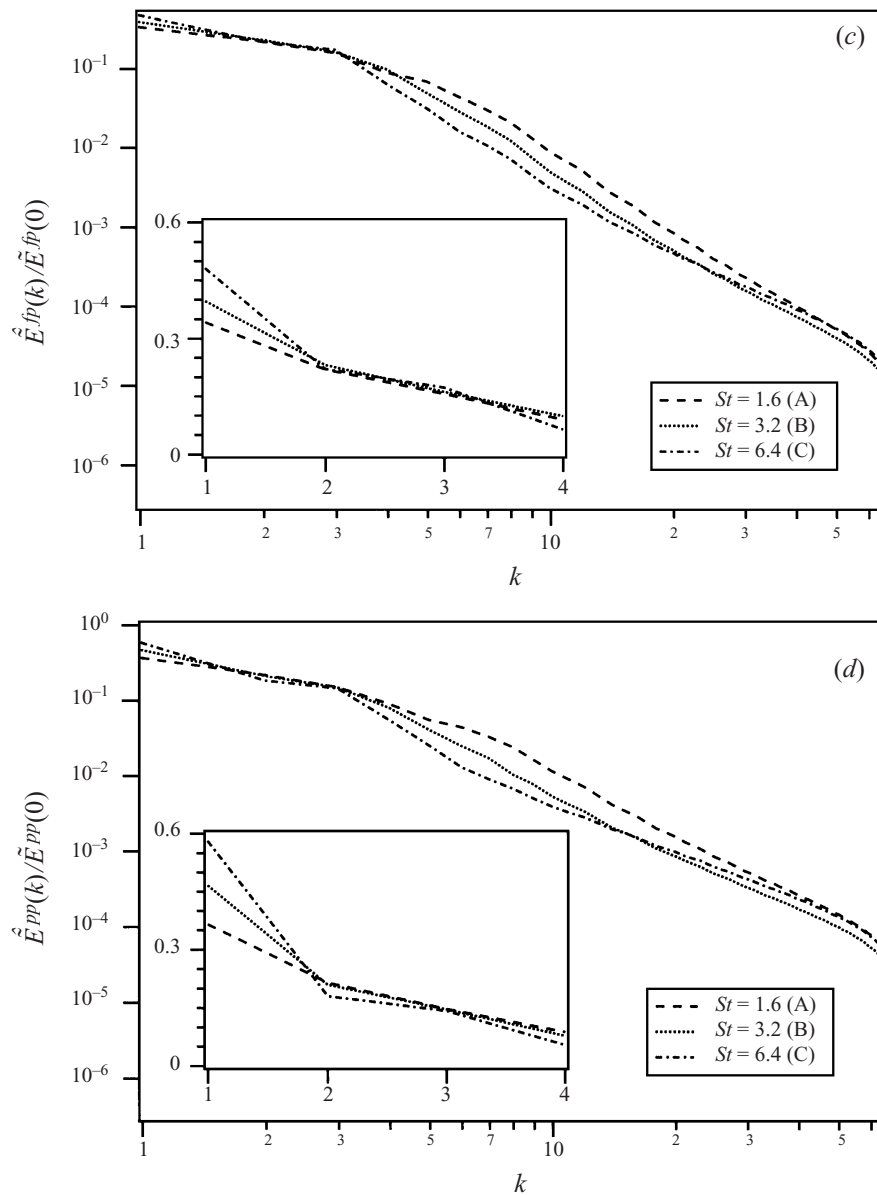 (c)
10⁻¹
10⁻²
10⁻³
10⁻⁴
10⁻⁵
10⁻⁶
Ê^fp(k)/Ẽ^fp(0)
0.6
0.3
0
1 2 3 4
St = 1.6 (A)
St = 3.2 (B)
St = 6.4 (C)
1 2 3 5 7 10 2 3 5
k
(d)
10⁰
10⁻¹
10⁻²
10⁻³
10⁻⁴
10⁻⁵
10⁻⁶
Ê^pp(k)/Ẽ^pp(0)
0.6
0.3
0
1 2 3 4
St = 1.6 (A)
St = 3.2 (B)
St = 6.4 (C)
1 2 3 5 7 10 2 3 5
k